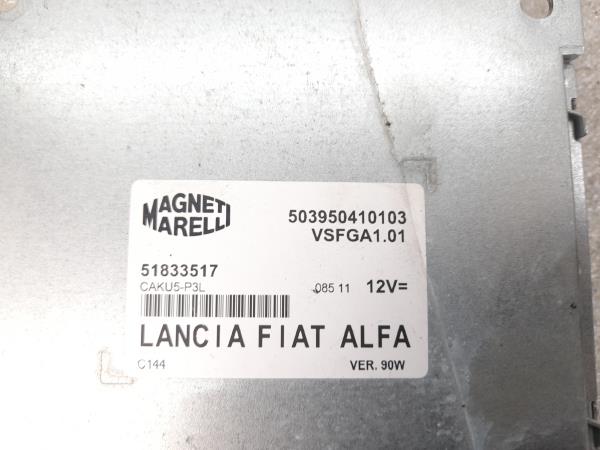 MAGNETI
MARELLI
503950410103
VSFGA1.01
51833517
CAKU5-P3L
085 11 12V=
LANCIA FIAT ALFA
C144
VER. 90W